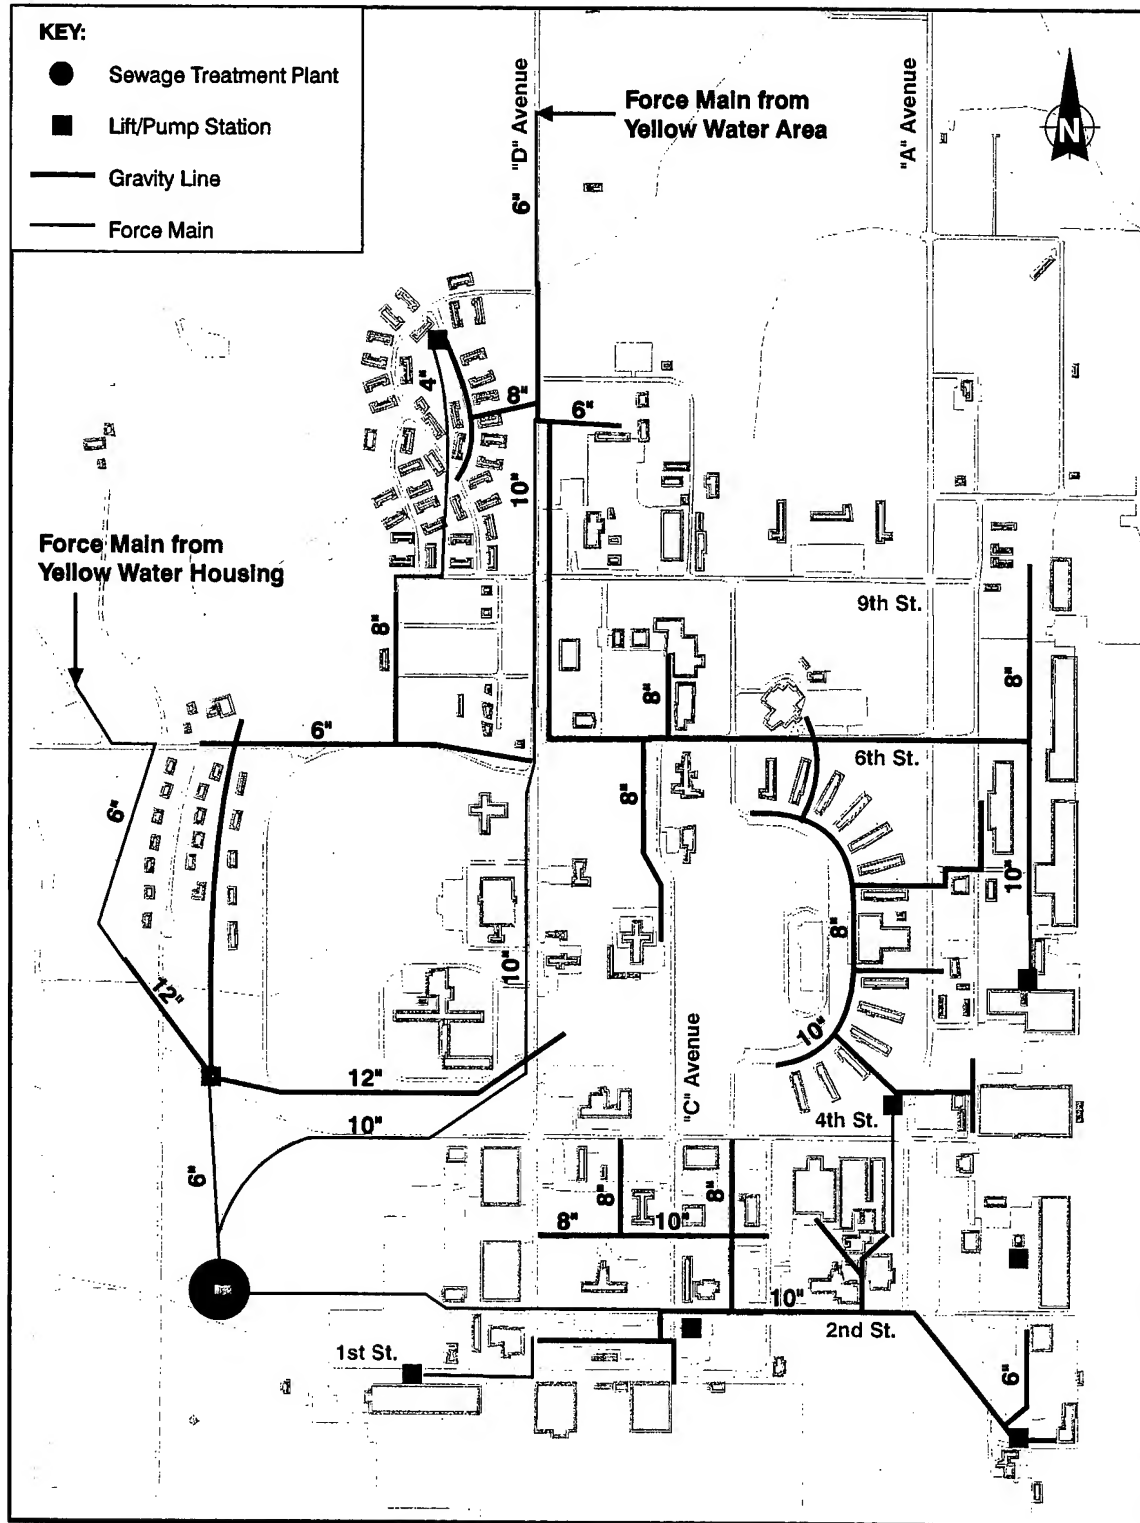 KEY:
Sewage Treatment Plant
Lift/Pump Station
Gravity Line
Force Main
"D" Avenue
Force Main from
Yellow Water Area
"A" Avenue
N
6"
4"
8"
6"
10"
Force Main from
Yellow Water Housing
9th St.
8"
8"
8"
6"
6th St.
8"
6"
10"
8"
10"
12"
10"
"C" Avenue
12"
4th St.
10"
6"
8"
8"
8"
10"
10"
2nd St.
1st St.
6"